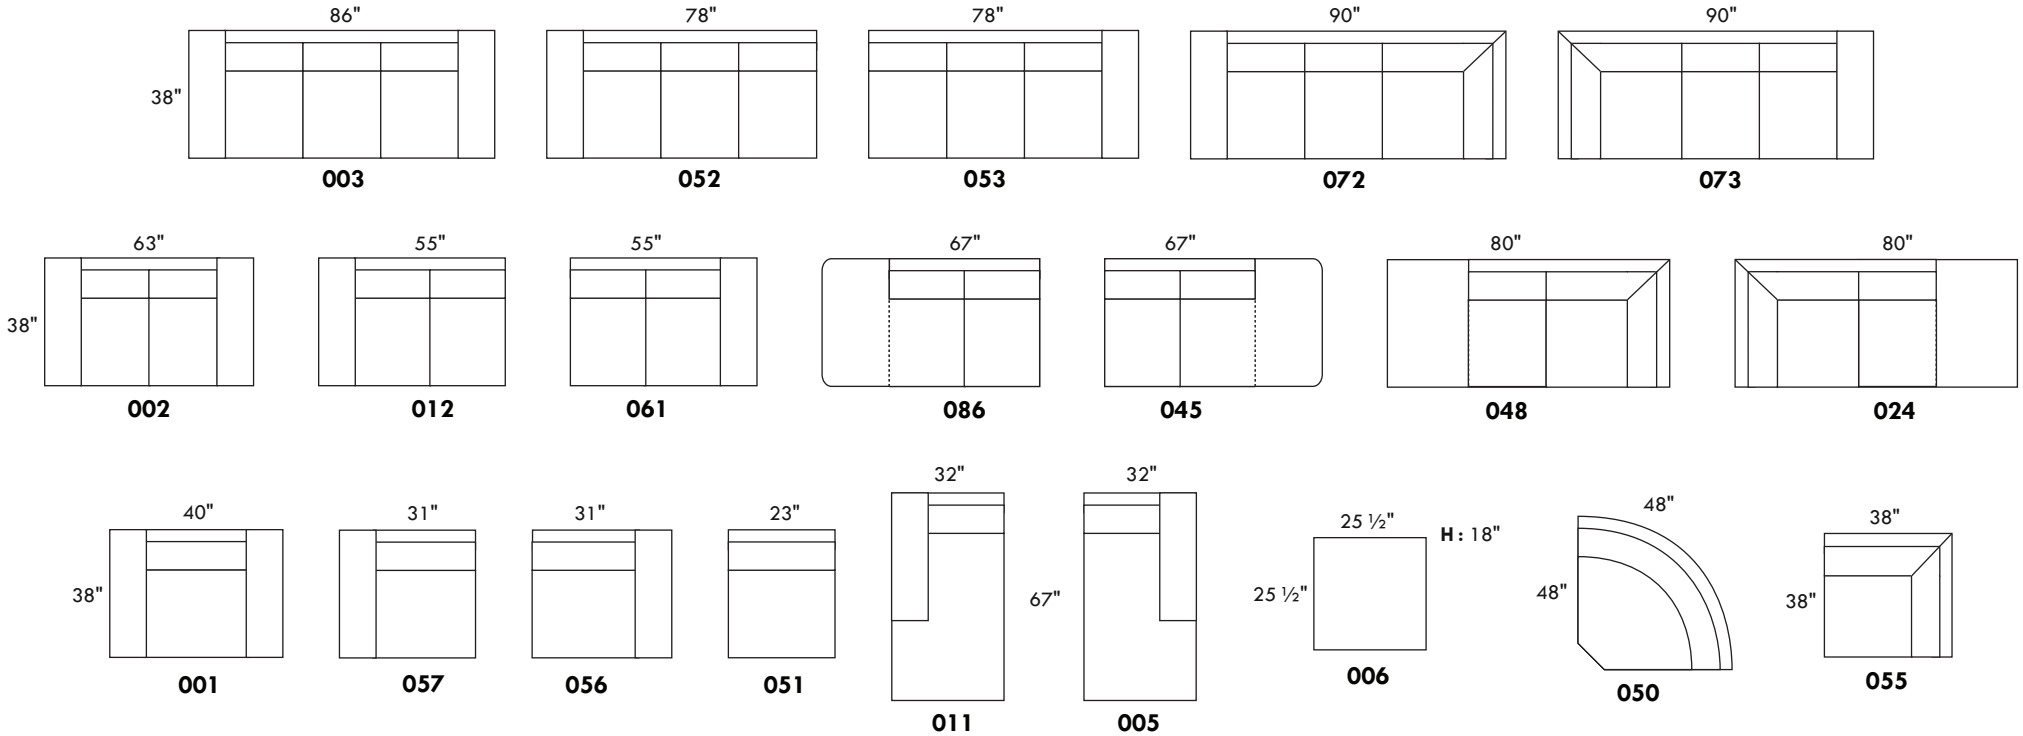 86" 78" 78" 90" 90"
38"
003 052 053 072 073
63" 55" 55" 67" 67" 80" 80"
38"
002 012 061 086 045 048 024
32" 32"
40" 31" 31" 23" 25 ½" H: 18" 48" 38"
38" 67" 25 ½" 48" 38"
001 057 056 051 011 005 006 050 055